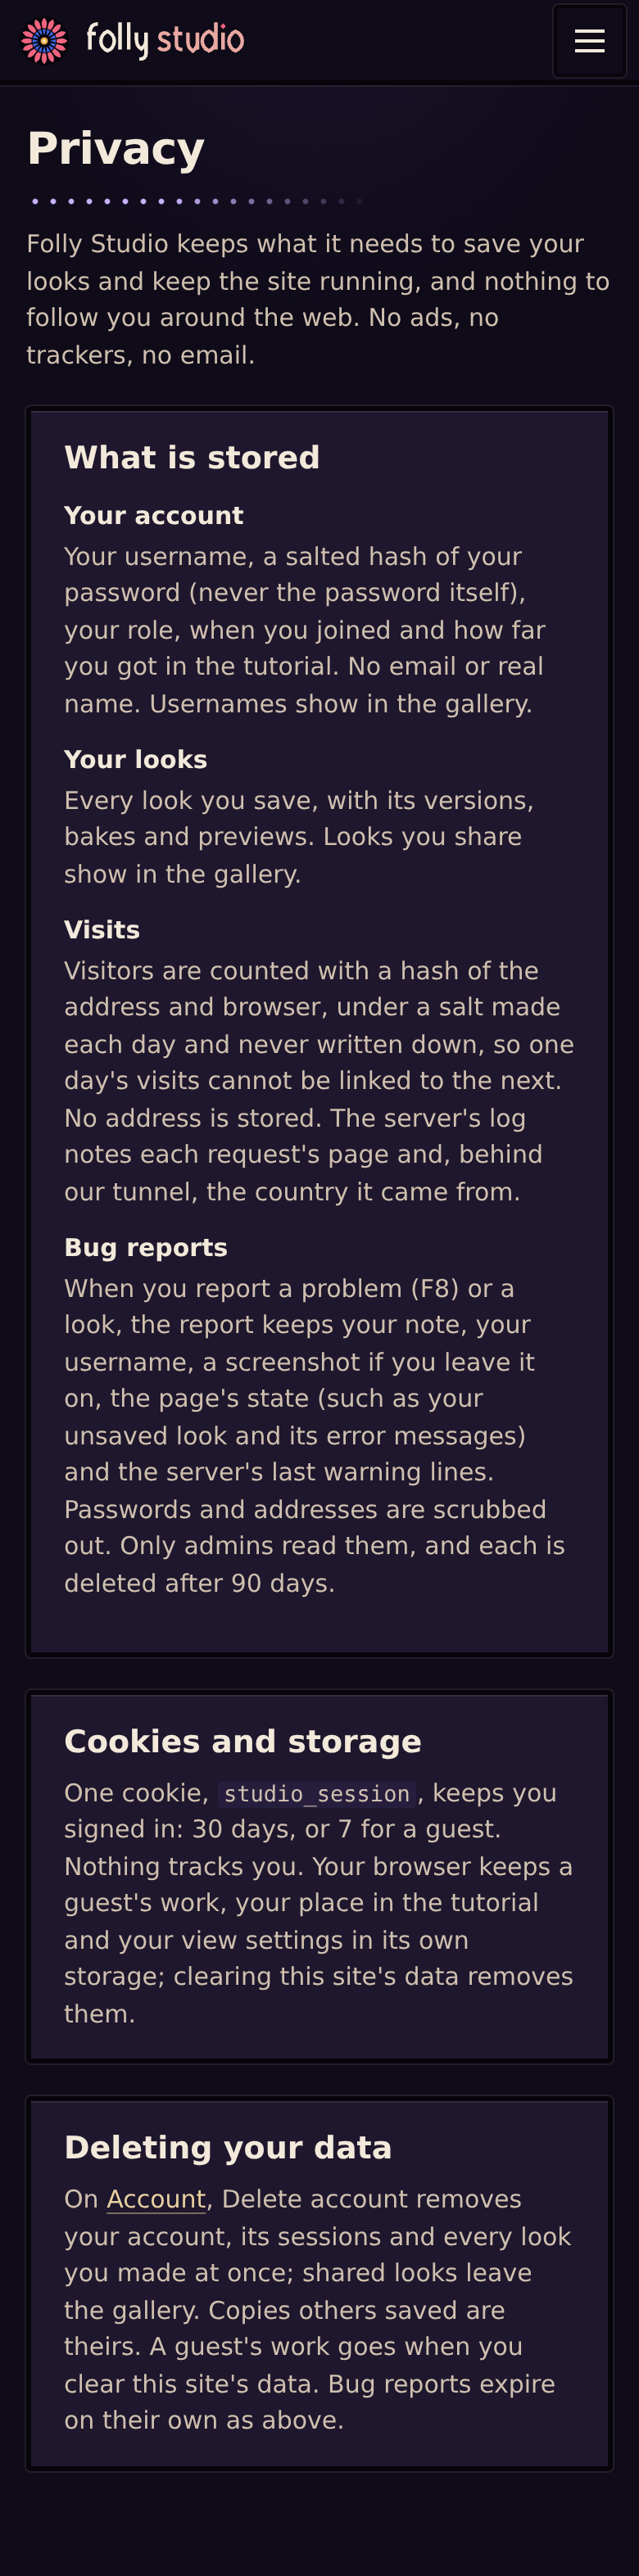 folly studio
Privacy
Folly Studio keeps what it needs to save your
looks and keep the site running, and nothing to
follow you around the web. No ads, no
trackers, no email.
What is stored
Your account
Your username, a salted hash of your
password (never the password itself),
your role, when you joined and how far
you got in the tutorial. No email or real
name. Usernames show in the gallery.
Your looks
Every look you save, with its versions,
bakes and previews. Looks you share
show in the gallery.
Visits
Visitors are counted with a hash of the
address and browser, under a salt made
each day and never written down, so one
day's visits cannot be linked to the next.
No address is stored. The server's log
notes each request's page and, behind
our tunnel, the country it came from.
Bug reports
When you report a problem (F8) or a
look, the report keeps your note, your
username, a screenshot if you leave it
on, the page's state (such as your
unsaved look and its error messages)
and the server's last warning lines.
Passwords and addresses are scrubbed
out. Only admins read them, and each is
deleted after 90 days.
Cookies and storage
One cookie, studio_session, keeps you
signed in: 30 days, or 7 for a guest.
Nothing tracks you. Your browser keeps a
guest's work, your place in the tutorial
and your view settings in its own
storage; clearing this site's data removes
them.
Deleting your data
On Account, Delete account removes
your account, its sessions and every look
you made at once; shared looks leave
the gallery. Copies others saved are
theirs. A guest's work goes when you
clear this site's data. Bug reports expire
on their own as above.